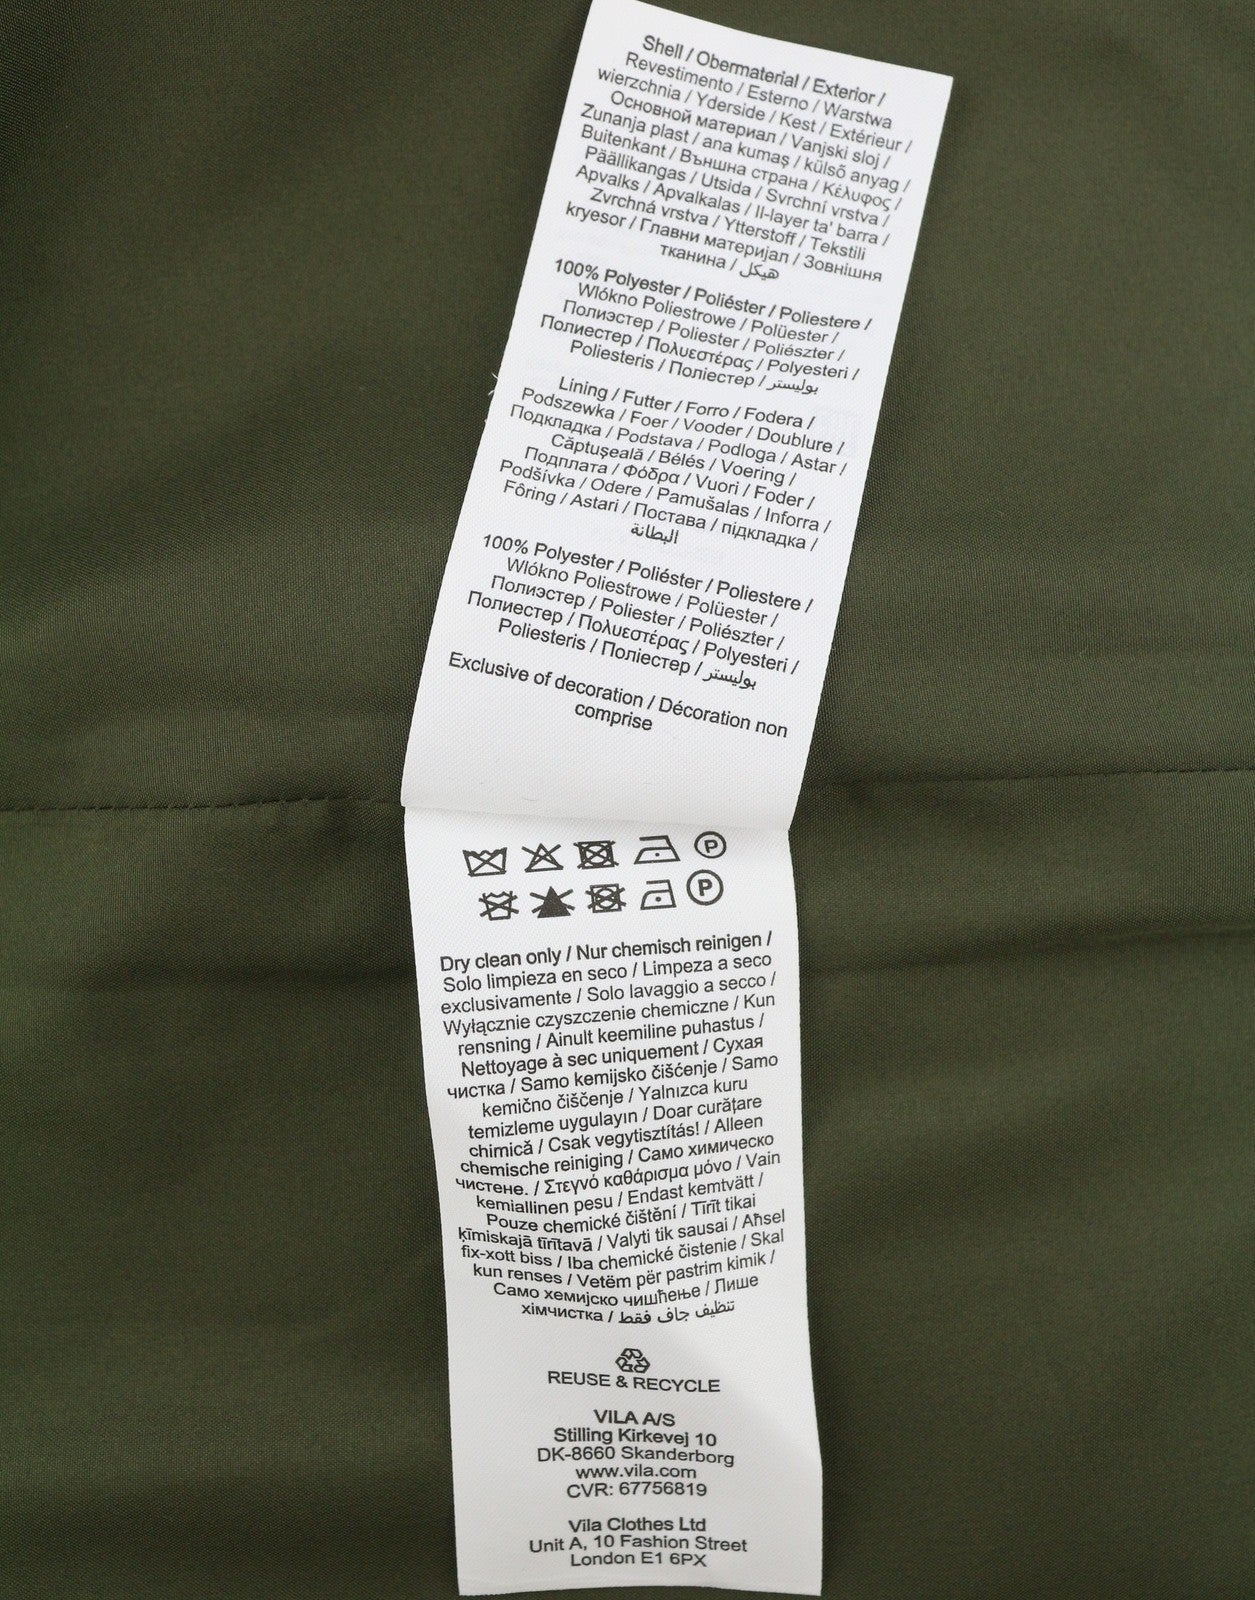 Shell / Obermaterial / Exterior /
Revestimento / Esterno / Warstwa
wierzchnia / Yderside / Kest / Extérieur /
Основной материал / Vanjski sloj /
Zunanja plast / ana kumaş / külső anyag /
Buitenkant / Външна страна / Κέλυφος /
Päällikangas / Utsida / Svrchní vrstva /
Apvalks / Apvalkalas / Il-layer ta' barra /
Zvrchná vrstva / Ytterstoff / Tekstili
kryesor / Главни материјал / Зовнішня
тканина / هيكل
100% Polyester / Poliéster / Poliestere /
Wlókno Poliestrowe / Polüester /
Полиэстер / Poliester / Poliészter /
Полиестер / Πολυεστέρας / Polyesteri /
Poliesteris / Поліестер / بوليستر
Lining / Futter / Forro / Fodera /
Podszewka / Foer / Vooder / Doublure /
Подкладка / Podstava / Podloga / Astar /
Căptuşeală / Bélés / Voering /
Подплата / Φόδρα / Vuori / Foder /
Podšívka / Odere / Pamušalas / Inforra /
Fôring / Astari / Постава / підкладка /
البطانة
100% Polyester / Poliéster / Poliestere /
Wlókno Poliestrowe / Polüester /
Полиэстер / Poliester / Poliészter /
Полиестер / Πολυεστέρας / Polyesteri /
Poliesteris / Поліестер / بوليستر
Exclusive of decoration / Décoration non
comprise
P
P
Dry clean only / Nur chemisch reinigen /
Solo limpieza en seco / Limpeza a seco
exclusivamente / Solo lavaggio a secco /
Wyłącznie czyszczenie chemiczne / Kun
rensning / Ainult keemiline puhastus /
Nettoyage à sec uniquement / Сухая
чистка / Samo kemijsko čišćenje / Samo
kemično čiščenje / Yalnızca kuru
temizleme uygulayın / Doar curăţare
chimică / Csak vegytisztítás! / Alleen
chemische reiniging / Само химическо
чистене. / Στεγνό καθάρισμα μόνο / Vain
kemiallinen pesu / Endast kemtvätt /
Pouze chemické čištění / Tīrīt tikai
ķīmiskajā tīrītavā / Valyti tik sausai / Aħsel
fix-xott biss / Iba chemické čistenie / Skal
kun renses / Vetëm për pastrim kimik /
Само хемијско чишћење / Лише
хімчистка / تنظيف جاف فقط
REUSE & RECYCLE
VILA A/S
Stilling Kirkevej 10
DK-8660 Skanderborg
www.vila.com
CVR: 67756819
Vila Clothes Ltd
Unit A, 10 Fashion Street
London E1 6PX